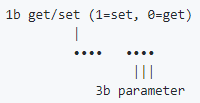 1b get/set (1=set, 0=get)
|
•••• ••••
|||
3b parameter